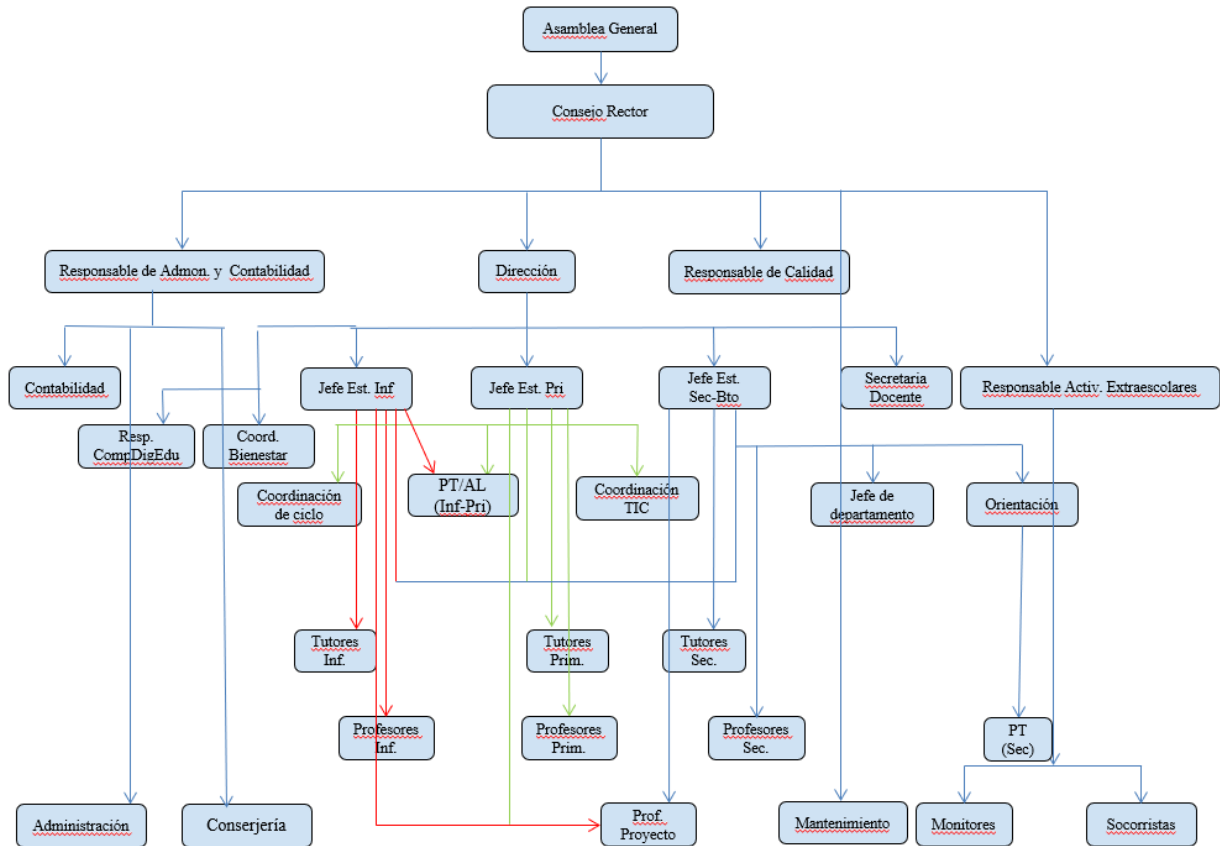 Asamblea General
Consejo Rector
Responsable de Admon. y Contabilidad
Dirección
Responsable de Calidad
Contabilidad
Jefe Est. Inf
Jefe Est. Pri
Jefe Est.
Sec-Bto
Secretaria
Docente
Responsable Activ. Extraescolares
Resp.
CompDigEdu
Coord.
Bienestar
Coordinación
de ciclo
PT/AL
(Inf-Pri)
Coordinación
TIC
Jefe de
departamento
Orientación
Tutores
Inf.
Tutores
Prim.
Tutores
Sec.
Profesores
Inf.
Profesores
Prim.
Profesores
Sec.
PT
(Sec)
Administración
Conserjería
Prof.
Proyecto
Mantenimiento
Monitores
Socorristas